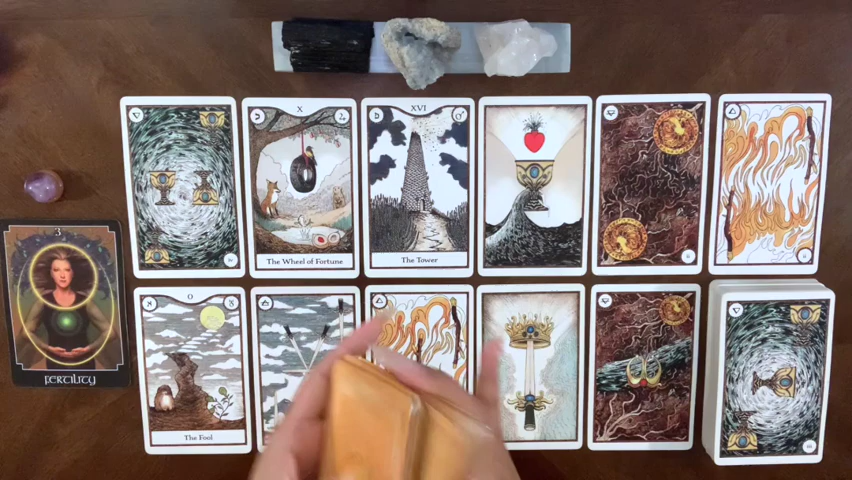 X
XVI
The Wheel of Fortune
The Tower
3
FERTILITY
0
The Fool